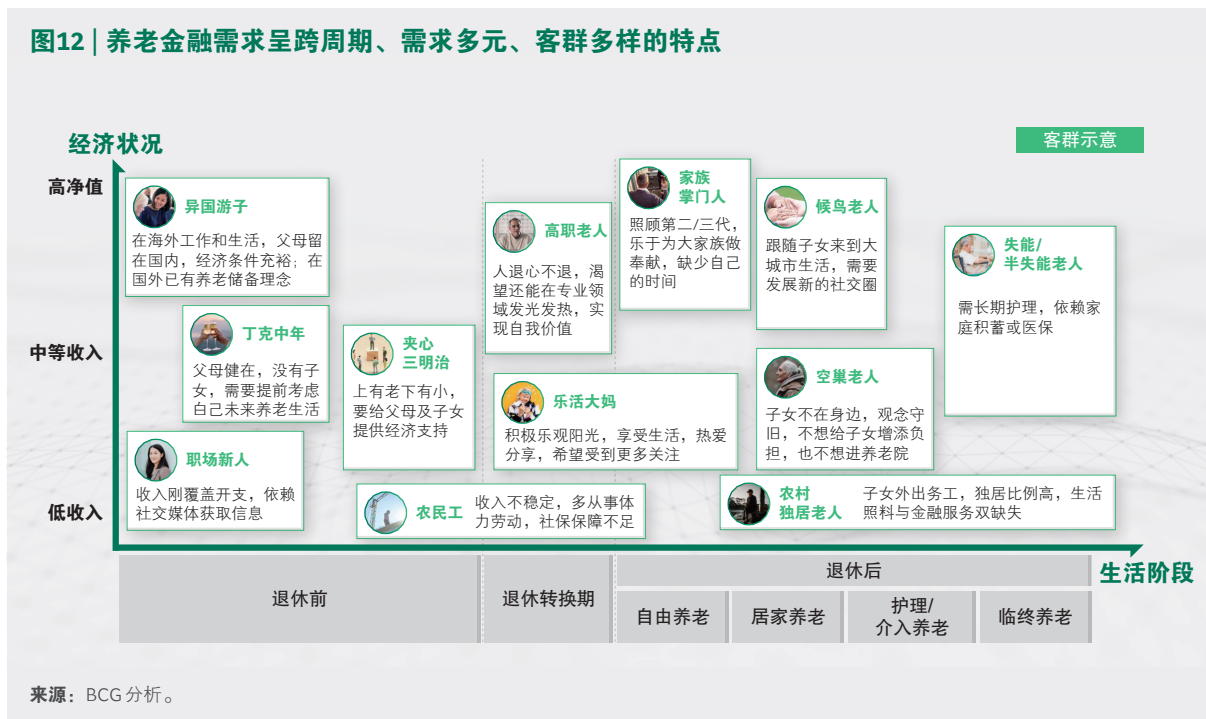 图12 | 养老金融需求呈跨周期、需求多元、客群多样的特点
经济状况
客群示意
高净值
中等收入
低收入
异国游子
在海外工作和生活，父母留
在国内，经济条件充裕；在
国外已有养老储备理念
丁克中年
父母健在，没有子
女，需要提前考虑
自己未来养老生活
职场新人
收入刚覆盖开支，依赖
社交媒体获取信息
夹心
三明治
上有老下有小，
要给父母及子女
提供经济支持
农民工
收入不稳定，多从事体
力劳动，社保保障不足
高职老人
人退心不退，渴
望还能在专业领
域发光发热，实
现自我价值
乐活大妈
积极乐观阳光，享受生活，热爱
分享，希望受到更多关注
家族
掌门人
照顾第二/三代，
乐于为大家族做
奉献，缺少自己
的时间
候鸟老人
跟随子女来到大
城市生活，需要
发展新的社交圈
空巢老人
子女不在身边，观念守
旧，不想给子女增添负
担，也不想进养老院
失能/
半失能老人
需长期护理，依赖家
庭积蓄或医保
农村
独居老人
子女外出务工，独居比例高，生活
照料与金融服务双缺失
生活阶段
退休前
退休转换期
退休后
自由养老
居家养老
护理/
介入养老
临终养老
来源：BCG 分析。